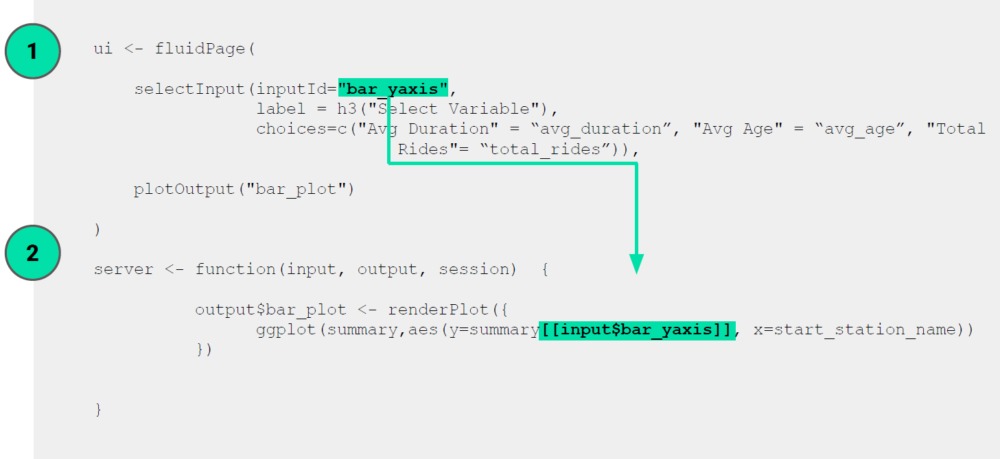 1
ui <- fluidPage(
selectInput(inputId="bar_yaxis",
label = h3("Select Variable"),
choices=c("Avg Duration" = “avg_duration”, "Avg Age" = “avg_age”, "Total
Rides"= “total_rides”)),
plotOutput("bar_plot")
)
2
server <- function(input, output, session)  {
output$bar_plot <- renderPlot({
ggplot(summary,aes(y=summary[[input$bar_yaxis]], x=start_station_name))
})
}